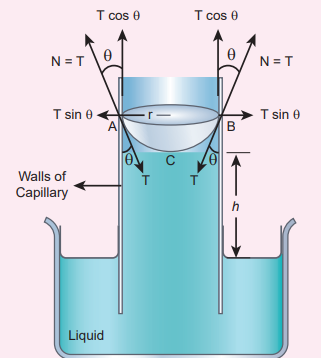 T cos θ T cos θ
N = T θ θ N = T
T sin θ r T sin θ
A B
θ C θ
T T
Walls of
Capillary
h
Liquid